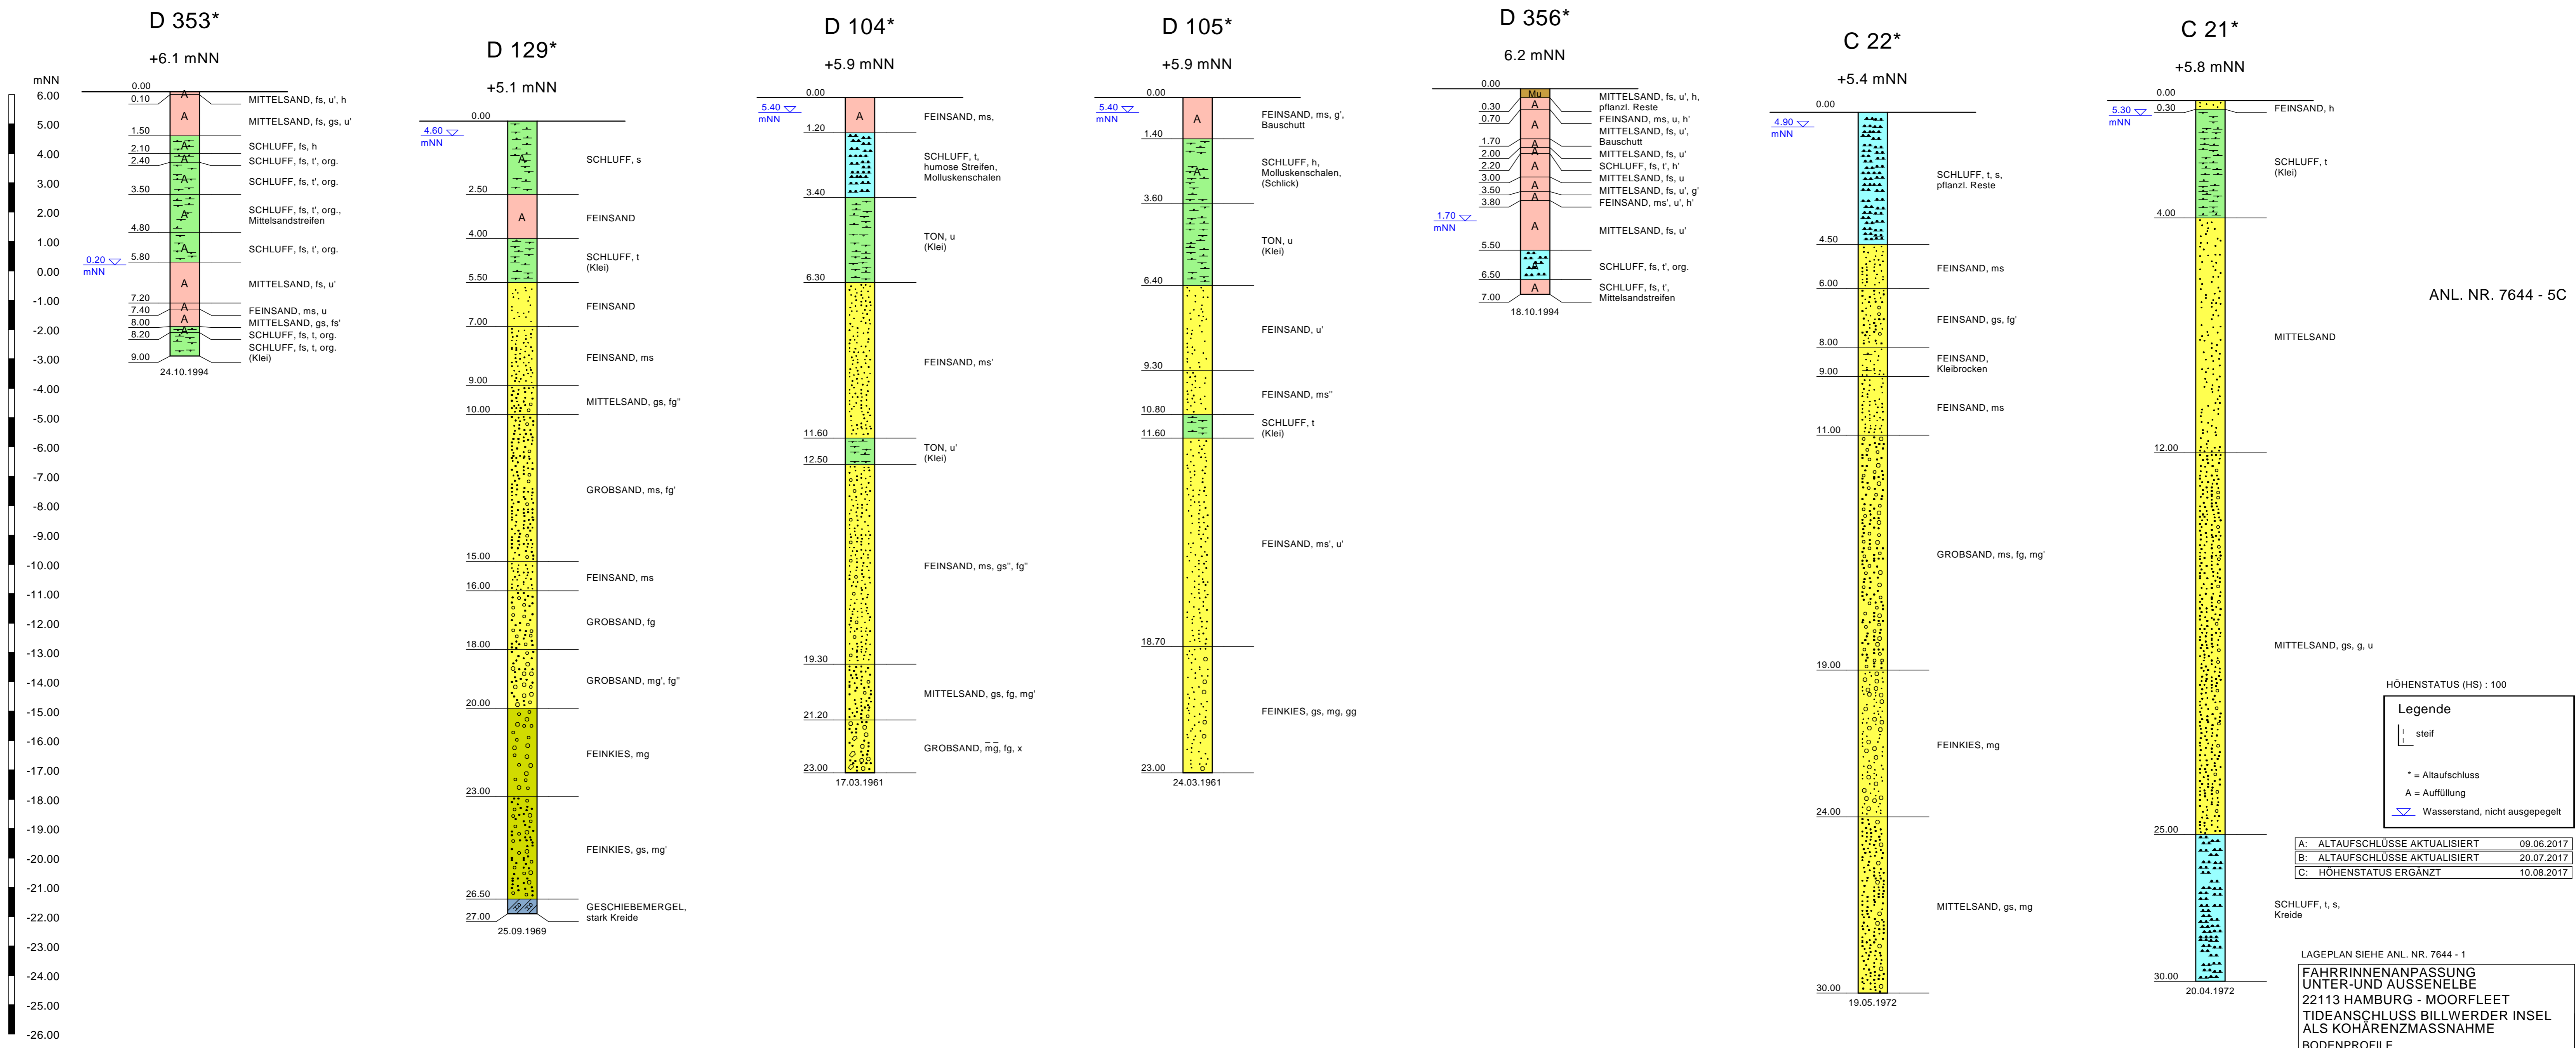 D 353*
+6.1 mNN
mNN
6.00
5.00
4.00
3.00
2.00
1.00
0.00
-1.00
-2.00
-3.00
-4.00
-5.00
-6.00
-7.00
-8.00
-9.00
-10.00
-11.00
-12.00
-13.00
-14.00
-15.00
-16.00
-17.00
-18.00
-19.00
-20.00
-21.00
-22.00
-23.00
-24.00
-25.00
-26.00
0.00
0.10
1.50
2.10
2.40
3.50
4.80
5.80
7.20
7.40
8.00
8.20
9.00
0.20
mNN
A
A
A
A
A
A
A
A
A
A
A
MITTELSAND, fs, u', h
MITTELSAND, fs, gs, u'
SCHLUFF, fs, h
SCHLUFF, fs, t', org.
SCHLUFF, fs, t', org.
SCHLUFF, fs, t', org.,
Mittelsandstreifen
SCHLUFF, fs, t', org.
MITTELSAND, fs, u'
FEINSAND, ms, u
MITTELSAND, gs, fs'
SCHLUFF, fs, t, org.
SCHLUFF, fs, t, org.
(Klei)
24.10.1994
D 129*
+5.1 mNN
4.60
mNN
0.00
2.50
4.00
5.50
7.00
9.00
10.00
15.00
16.00
18.00
20.00
23.00
26.50
27.00
A
A
SCHLUFF, s
FEINSAND
SCHLUFF, t
(Klei)
FEINSAND
FEINSAND, ms
MITTELSAND, gs, fg''
GROBSAND, ms, fg'
FEINSAND, ms
GROBSAND, fg
GROBSAND, mg', fg''
FEINKIES, mg
FEINKIES, gs, mg'
GESCHIEBEMERGEL,
stark Kreide
25.09.1969
D 104*
+5.9 mNN
5.40
mNN
0.00
1.20
3.40
6.30
11.60
12.50
19.30
21.20
23.00
A
FEINSAND, ms,
SCHLUFF, t,
humose Streifen,
Molluskenschalen
TON, u
(Klei)
FEINSAND, ms'
TON, u'
(Klei)
FEINSAND, ms, gs'', fg''
MITTELSAND, gs, fg, mg'
GROBSAND, m̅g̅, fg, x
17.03.1961
D 105*
+5.9 mNN
5.40
mNN
0.00
1.40
3.60
6.40
9.30
10.80
11.60
18.70
23.00
A
A
FEINSAND, ms, g',
Bauschutt
SCHLUFF, h,
Molluskenschalen,
(Schlick)
TON, u
(Klei)
FEINSAND, u'
FEINSAND, ms''
SCHLUFF, t
(Klei)
FEINSAND, ms', u'
FEINKIES, gs, mg, gg
24.03.1961
D 356*
6.2 mNN
0.00
0.30
0.70
1.70
2.00
2.20
3.00
3.50
3.80
5.50
6.50
7.00
1.70
mNN
Mu
A
A
A
A
A
A
A
A
A
A
MITTELSAND, fs, u', h,
pflanzl. Reste
FEINSAND, ms, u, h'
MITTELSAND, fs, u',
Bauschutt
MITTELSAND, fs, u'
SCHLUFF, fs, t', h'
MITTELSAND, fs, u
MITTELSAND, fs, u', g'
FEINSAND, ms', u', h'
MITTELSAND, fs, u'
SCHLUFF, fs, t', org.
SCHLUFF, fs, t',
Mittelsandstreifen
18.10.1994
C 22*
+5.4 mNN
4.90
mNN
0.00
4.50
6.00
8.00
9.00
11.00
19.00
24.00
30.00
SCHLUFF, t, s,
pflanzl. Reste
FEINSAND, ms
FEINSAND, gs, fg'
FEINSAND,
Kleibrocken
FEINSAND, ms
GROBSAND, ms, fg, mg'
FEINKIES, mg
MITTELSAND, gs, mg
19.05.1972
C 21*
+5.8 mNN
5.30
mNN
0.00
0.30
4.00
12.00
25.00
30.00
FEINSAND, h
SCHLUFF, t
(Klei)
MITTELSAND
MITTELSAND, gs, g, u
SCHLUFF, t, s,
Kreide
20.04.1972
ANL. NR. 7644 - 5C
HÖHENSTATUS (HS) : 100
Legende
steif
* = Altaufschluss
A = Auffüllung
Wasserstand, nicht ausgepegelt
A: ALTAUFSCHLÜSSE AKTUALISIERT 09.06.2017
B: ALTAUFSCHLÜSSE AKTUALISIERT 20.07.2017
C: HÖHENSTATUS ERGÄNZT 10.08.2017
LAGEPLAN SIEHE ANL. NR. 7644 - 1
FAHRRINNENANPASSUNG
UNTER-UND AUSSENELBE
22113 HAMBURG - MOORFLEET
TIDEANSCHLUSS BILLWERDER INSEL
ALS KOHÄRENZMASSNAHME
BODENPROFILE